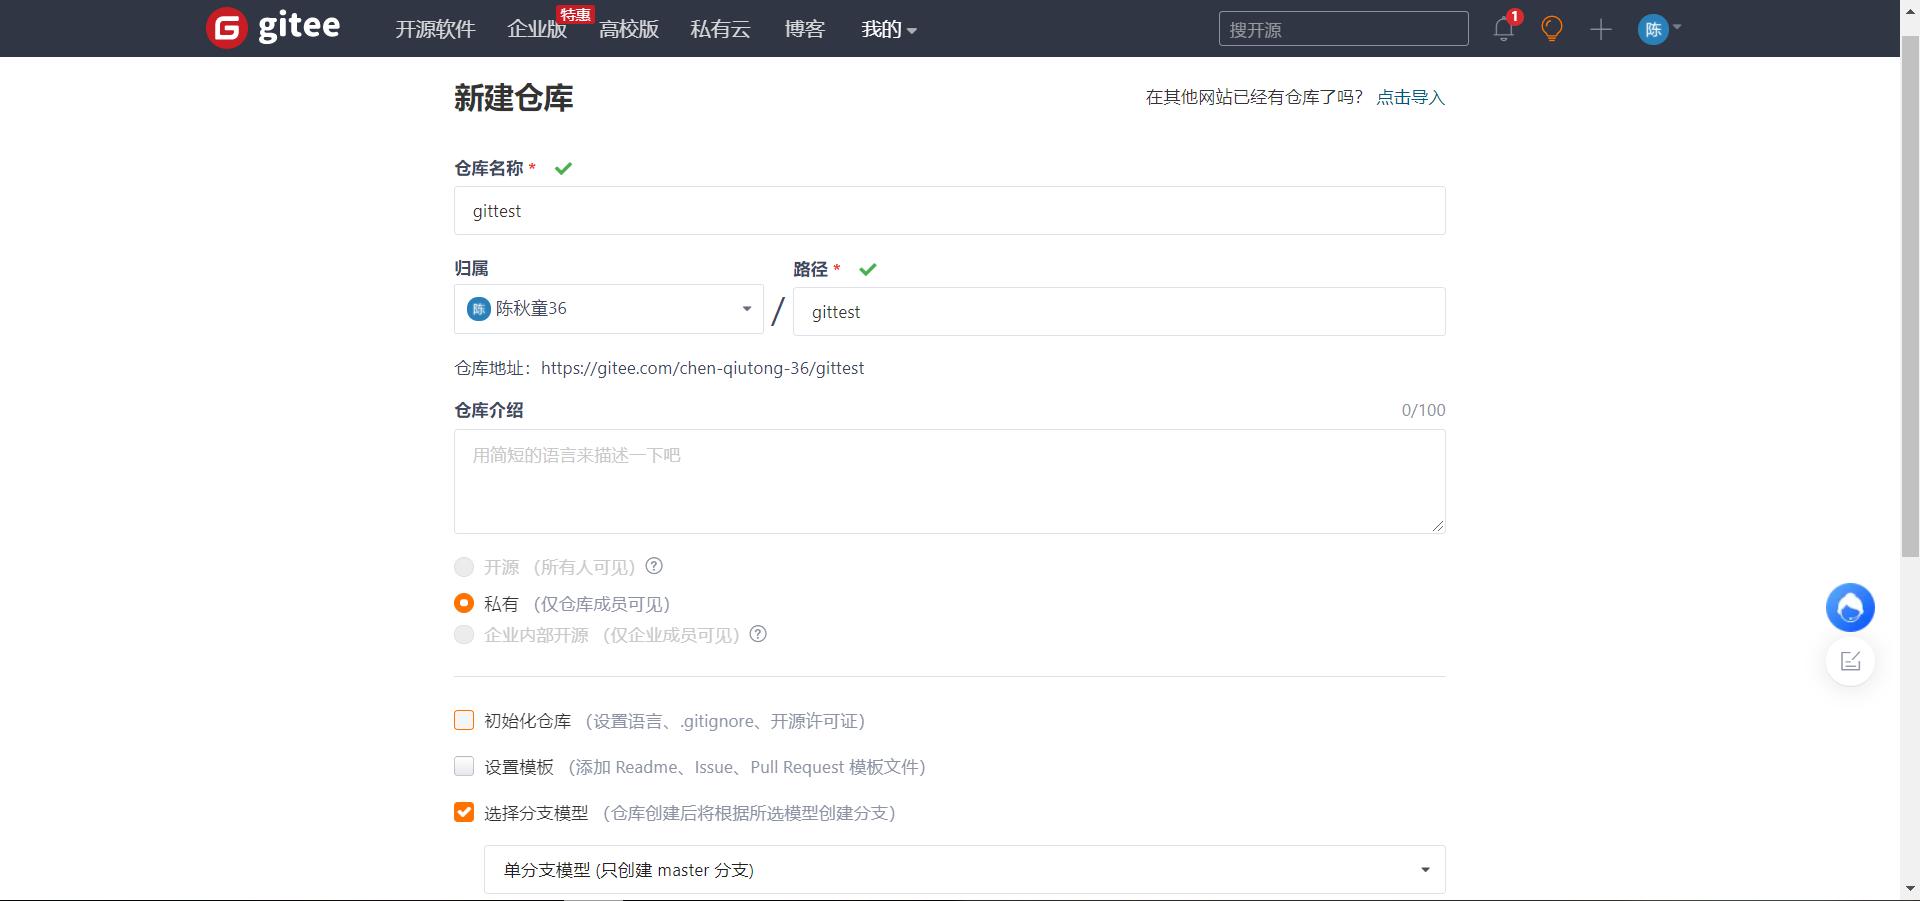 gitee 开源软件 企业版 特惠 高校版 私有云 博客 我的 搜开源 1 陈
新建仓库 在其他网站已经有仓库了吗? 点击导入
仓库名称 *
gittest
归属 路径 *
陈 陈秋童36 / gittest
仓库地址：https://gitee.com/chen-qiutong-36/gittest
仓库介绍 0/100
用简短的语言来描述一下吧
开源 （所有人可见） ?
私有 （仅仓库成员可见）
企业内部开源 （仅企业成员可见） ?
初始化仓库 （设置语言、.gitignore、开源许可证）
设置模板 （添加 Readme、Issue、Pull Request 模板文件）
选择分支模型 （仓库创建后将根据所选模型创建分支）
单分支模型 (只创建 master 分支)